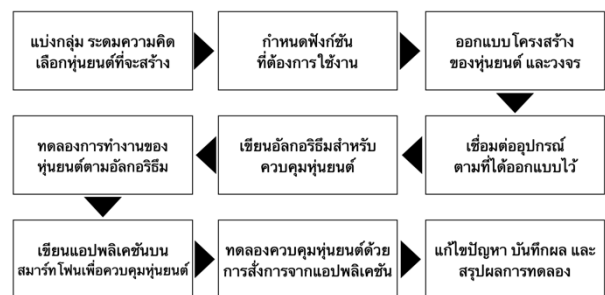 แบ่งกลุ่ม ระดมความคิด
เลือกหุ่นยนต์ที่จะสร้าง
กำหนดฟังก์ชัน
ที่ต้องการใช้งาน
ออกแบบโครงสร้าง
ของหุ่นยนต์ และวงจร
เชื่อมต่ออุปกรณ์
ตามที่ได้ออกแบบไว้
เขียนอัลกอริธึมสำหรับ
ควบคุมหุ่นยนต์
ทดลองการทำงานของ
หุ่นยนต์ตามอัลกอริธึม
เขียนแอปพลิเคชันบน
สมาร์ทโฟนเพื่อควบคุมหุ่นยนต์
ทดลองควบคุมหุ่นยนต์ด้วย
การสั่งการจากแอปพลิเคชัน
แก้ไขปัญหา บันทึกผล และ
สรุปผลการทดลอง